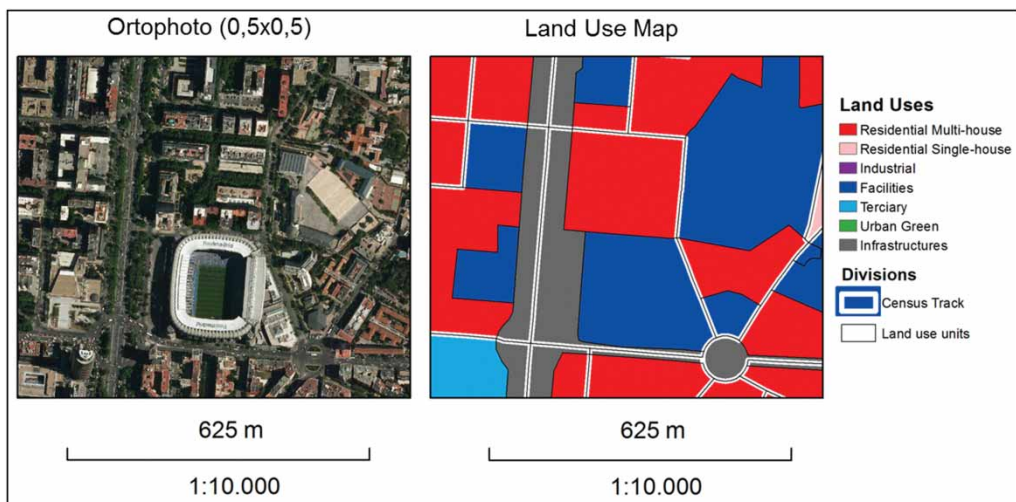 Ortophoto (0,5x0,5)
Land Use Map
Land Uses
Residential Multi-house
Residential Single-house
Industrial
Facilities
Terciary
Urban Green
Infrastructures
Divisions
Census Track
Land use units
625 m
625 m
1:10.000
1:10.000